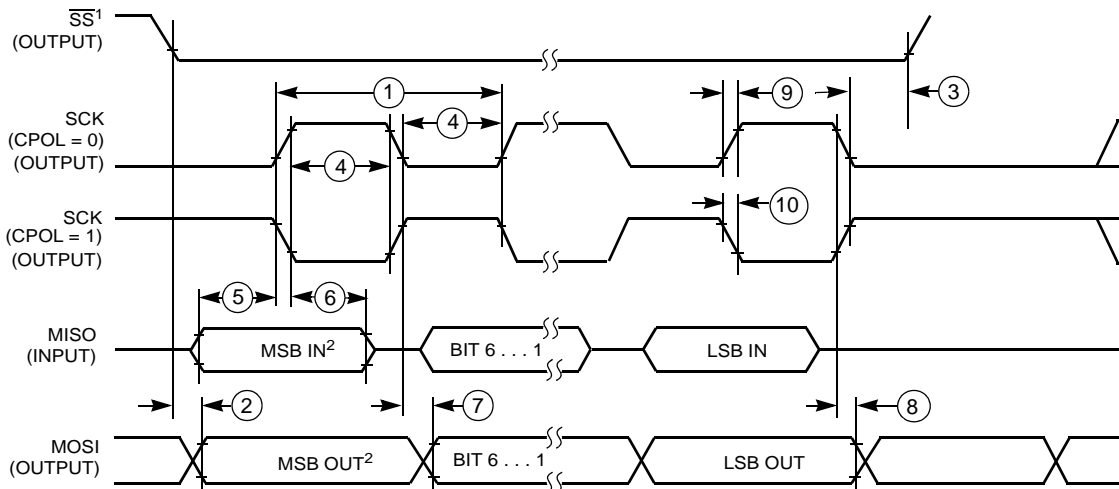 SS¹
(OUTPUT)
1
9
3
SCK
(CPOL = 0)
(OUTPUT)
4
4
SCK
(CPOL = 1)
(OUTPUT)
10
5
6
MISO
(INPUT)
MSB IN²
BIT 6 . . . 1
LSB IN
2
7
8
MOSI
(OUTPUT)
MSB OUT²
BIT 6 . . . 1
LSB OUT